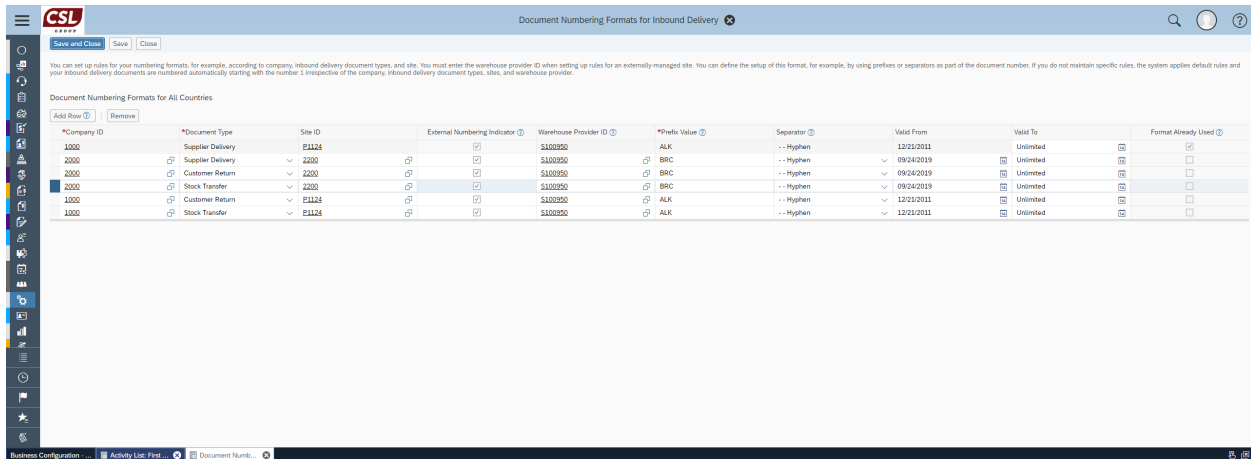 CSL
GROUP
Document Numbering Formats for Inbound Delivery
Save and Close Save Close
You can set up rules for your numbering formats, for example, according to company, inbound delivery document types, and site. You must enter the warehouse provider ID when setting up rules for an externally-managed site. You can define the setup of this format, for example, by using prefixes or separators as part of the document number. If you do not maintain specific rules, the system applies default rules and
your inbound delivery documents are numbered automatically starting with the number 1 irrespective of the company, inbound delivery document types, sites, and warehouse provider.
Document Numbering Formats for All Countries
Add Row Remove
*Company ID *Document Type Site ID External Numbering Indicator Warehouse Provider ID *Prefix Value Separator Valid From Valid To Format Already Used
1000 Supplier Delivery P1124 S100950 ALK - - Hyphen 12/21/2011 Unlimited
2000 Supplier Delivery 2200 S100950 BRC - - Hyphen 09/24/2019 Unlimited
2000 Customer Return 2200 S100950 BRC - - Hyphen 09/24/2019 Unlimited
2000 Stock Transfer 2200 S100950 BRC - - Hyphen 09/24/2019 Unlimited
1000 Customer Return P1124 S100950 ALK - - Hyphen 12/21/2011 Unlimited
1000 Stock Transfer P1124 S100950 ALK - - Hyphen 12/21/2011 Unlimited
Business Configuration - ... Activity List: First ... Document Numb...